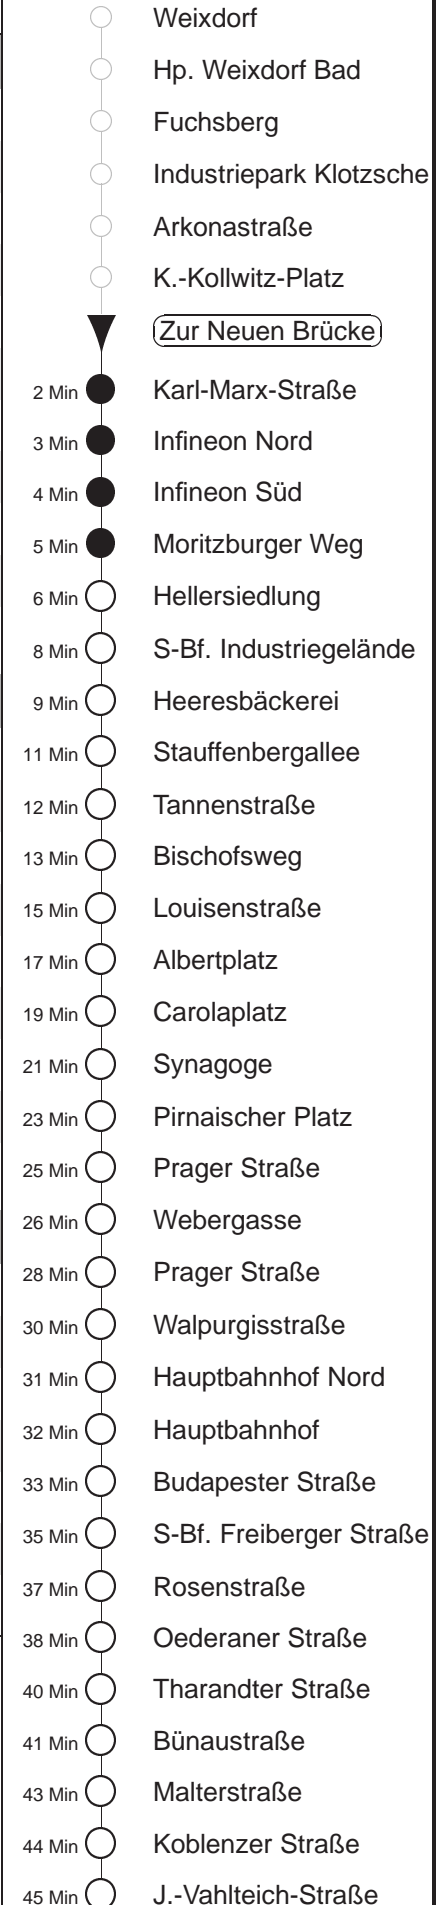 Weixdorf
Hp. Weixdorf Bad
Fuchsberg
Industriepark Klotzsche
Arkonastraße
K.-Kollwitz-Platz
Zur Neuen Brücke
2 Min Karl-Marx-Straße
3 Min Infineon Nord
4 Min Infineon Süd
5 Min Moritzburger Weg
6 Min Hellersiedlung
8 Min S-Bf. Industriegelände
9 Min Heeresbäckerei
11 Min Stauffenbergallee
12 Min Tannenstraße
13 Min Bischofsweg
15 Min Louisenstraße
17 Min Albertplatz
19 Min Carolaplatz
21 Min Synagoge
23 Min Pirnaischer Platz
25 Min Prager Straße
26 Min Webergasse
28 Min Prager Straße
30 Min Walpurgisstraße
31 Min Hauptbahnhof Nord
32 Min Hauptbahnhof
33 Min Budapester Straße
35 Min S-Bf. Freiberger Straße
37 Min Rosenstraße
38 Min Oederaner Straße
40 Min Tharandter Straße
41 Min Bünaustraße
43 Min Malterstraße
44 Min Koblenzer Straße
45 Min J.-Vahlteich-Straße